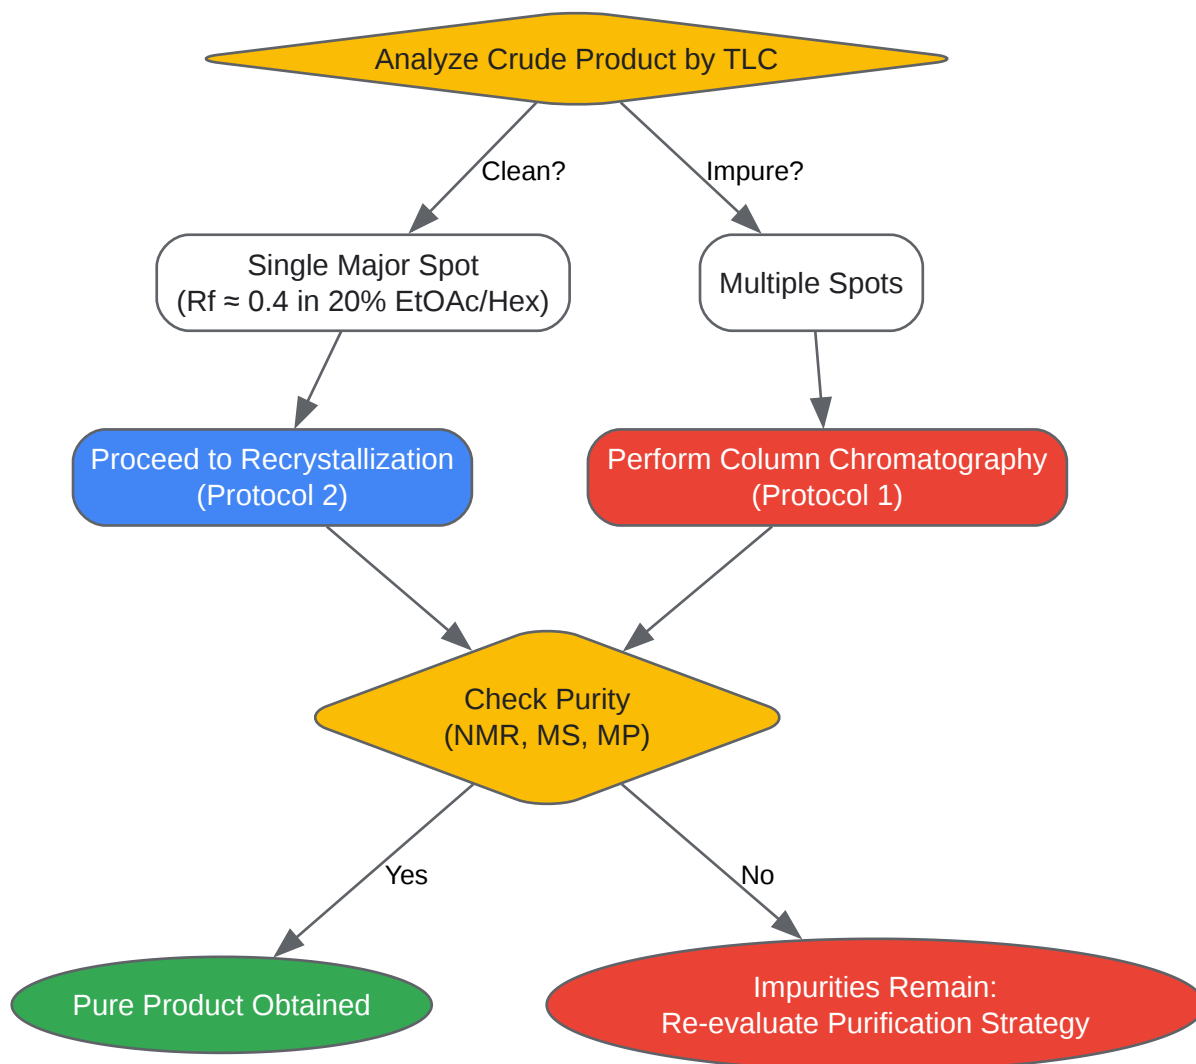 Analyze Crude Product by TLC
Clean?
Impure?
Single Major Spot
(Rf ≈ 0.4 in 20% EtOAc/Hex)
Multiple Spots
Proceed to Recrystallization
(Protocol 2)
Perform Column Chromatography
(Protocol 1)
Check Purity
(NMR, MS, MP)
Yes
No
Pure Product Obtained
Impurities Remain:
Re-evaluate Purification Strategy